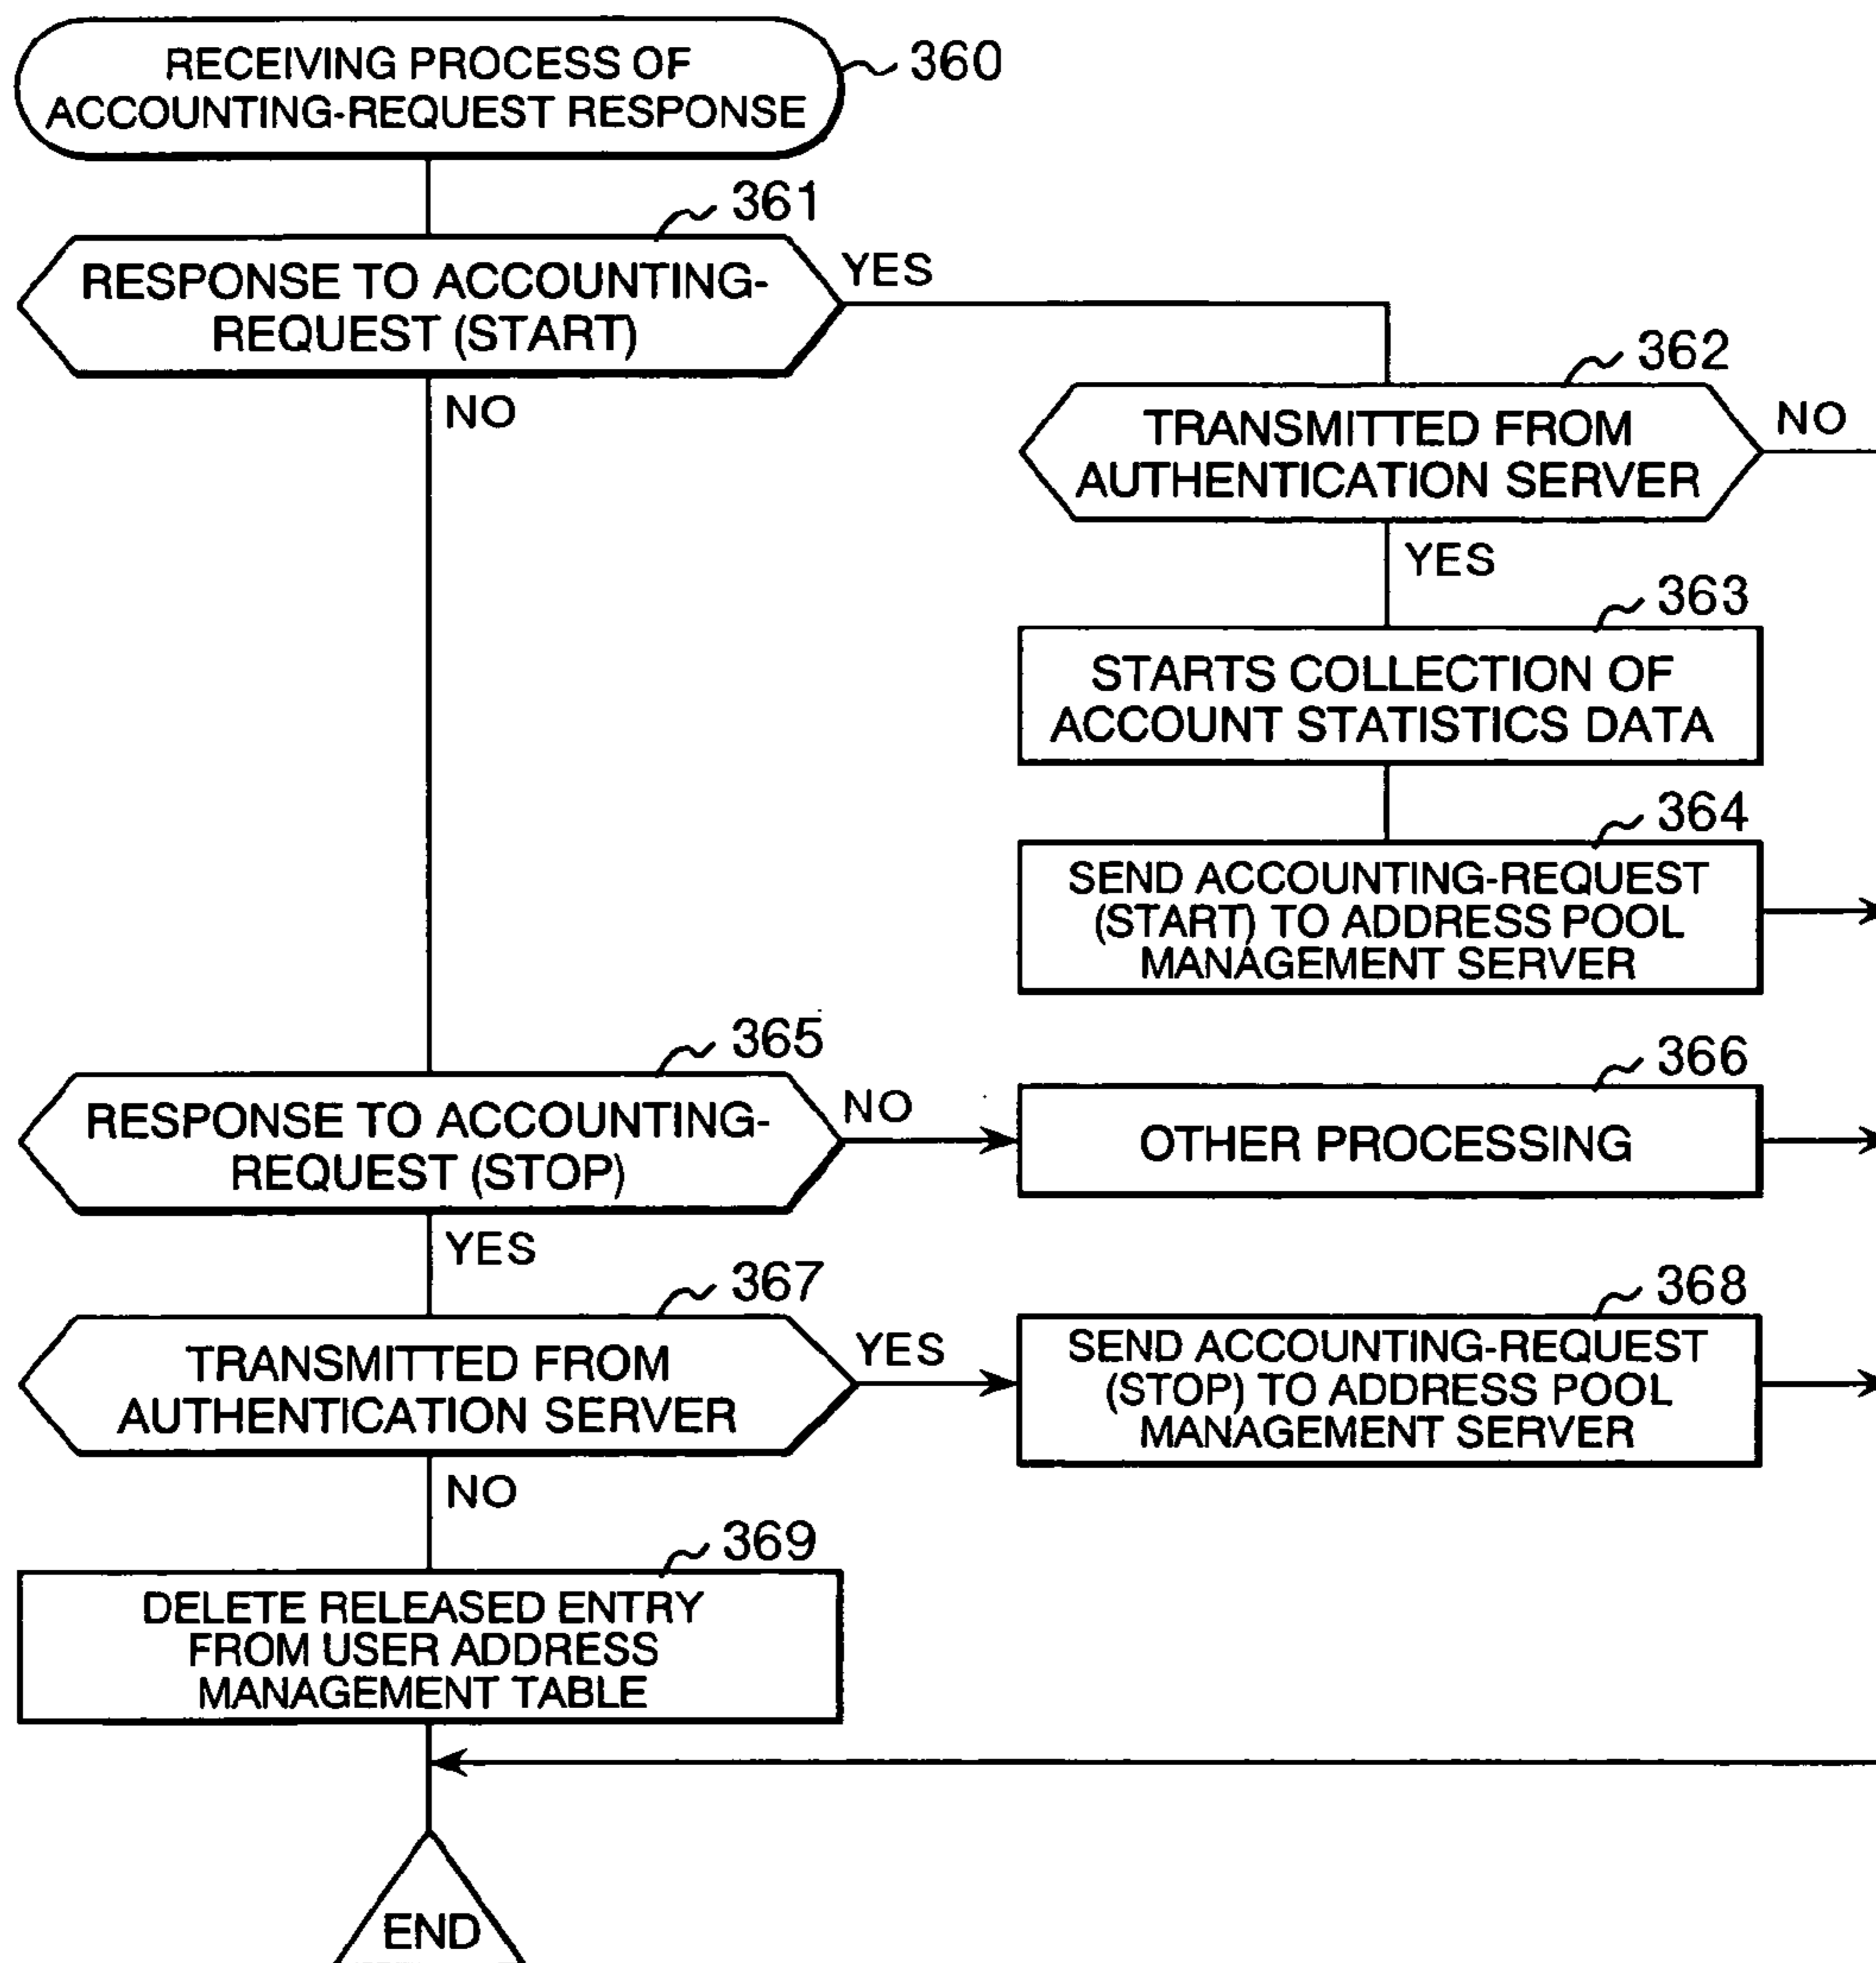 RECEIVING PROCESS OF
ACCOUNTING-REQUEST RESPONSE
360
361
RESPONSE TO ACCOUNTING-
REQUEST (START)
YES
NO
362
TRANSMITTED FROM
AUTHENTICATION SERVER
NO
YES
363
STARTS COLLECTION OF
ACCOUNT STATISTICS DATA
364
SEND ACCOUNTING-REQUEST
(START) TO ADDRESS POOL
MANAGEMENT SERVER
365
RESPONSE TO ACCOUNTING-
REQUEST (STOP)
NO
366
OTHER PROCESSING
YES
367
TRANSMITTED FROM
AUTHENTICATION SERVER
YES
368
SEND ACCOUNTING-REQUEST
(STOP) TO ADDRESS POOL
MANAGEMENT SERVER
NO
369
DELETE RELEASED ENTRY
FROM USER ADDRESS
MANAGEMENT TABLE
END